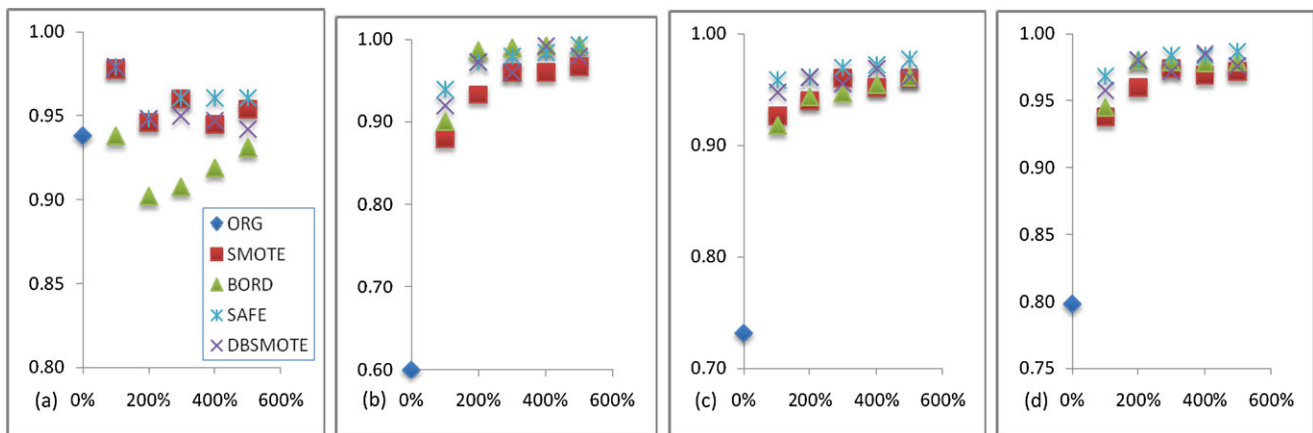 1.00
0.95
0.90
0.85
0.80
ORG
SMOTE
BORD
SAFE
DBSMOTE
(a) 0% 200% 400% 600%
1.00
0.90
0.80
0.70
0.60
(b) 0% 200% 400% 600%
1.00
0.90
0.80
0.70
(c) 0% 200% 400% 600%
1.00
0.95
0.90
0.85
0.80
0.75
(d) 0% 200% 400% 600%